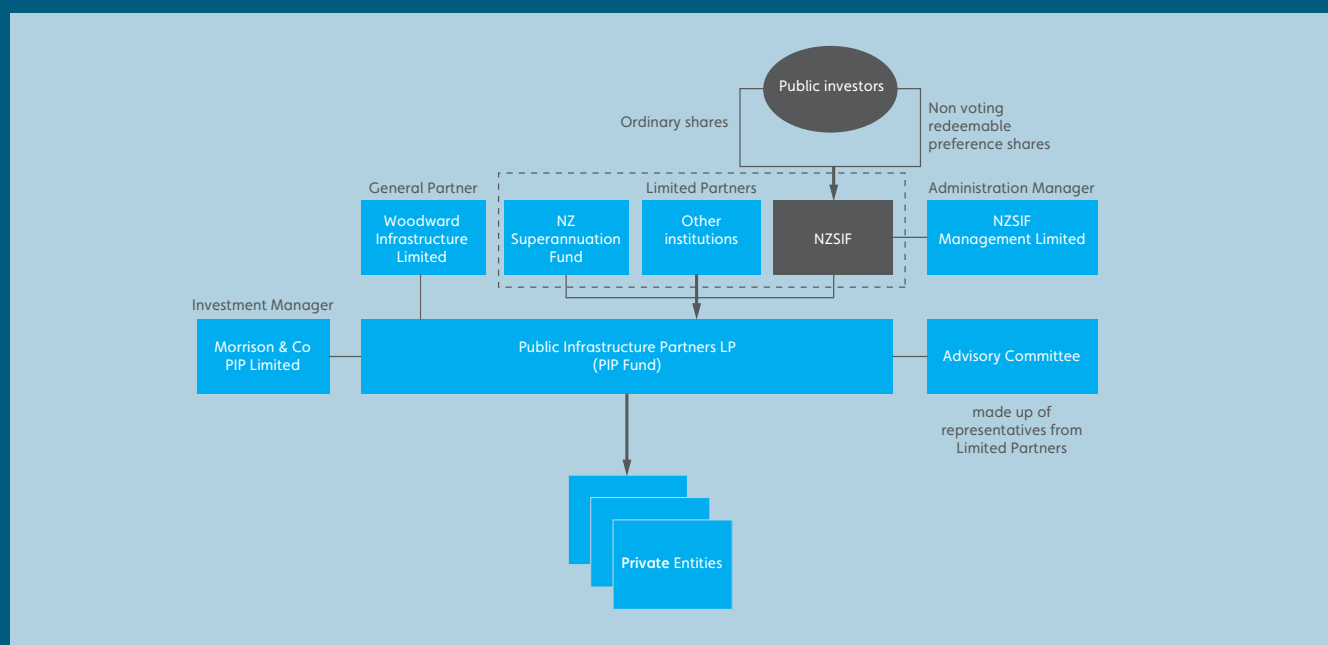 Public investors
Ordinary shares
Non voting
redeemable
preference shares
General Partner
Limited Partners
Administration Manager
Woodward
Infrastructure
Limited
NZ
Superannuation
Fund
Other
institutions
NZSIF
NZSIF
Management Limited
Investment Manager
Morrison & Co
PIP Limited
Public Infrastructure Partners LP
(PIP Fund)
Advisory Committee
made up of
representatives from
Limited Partners
Private Entities